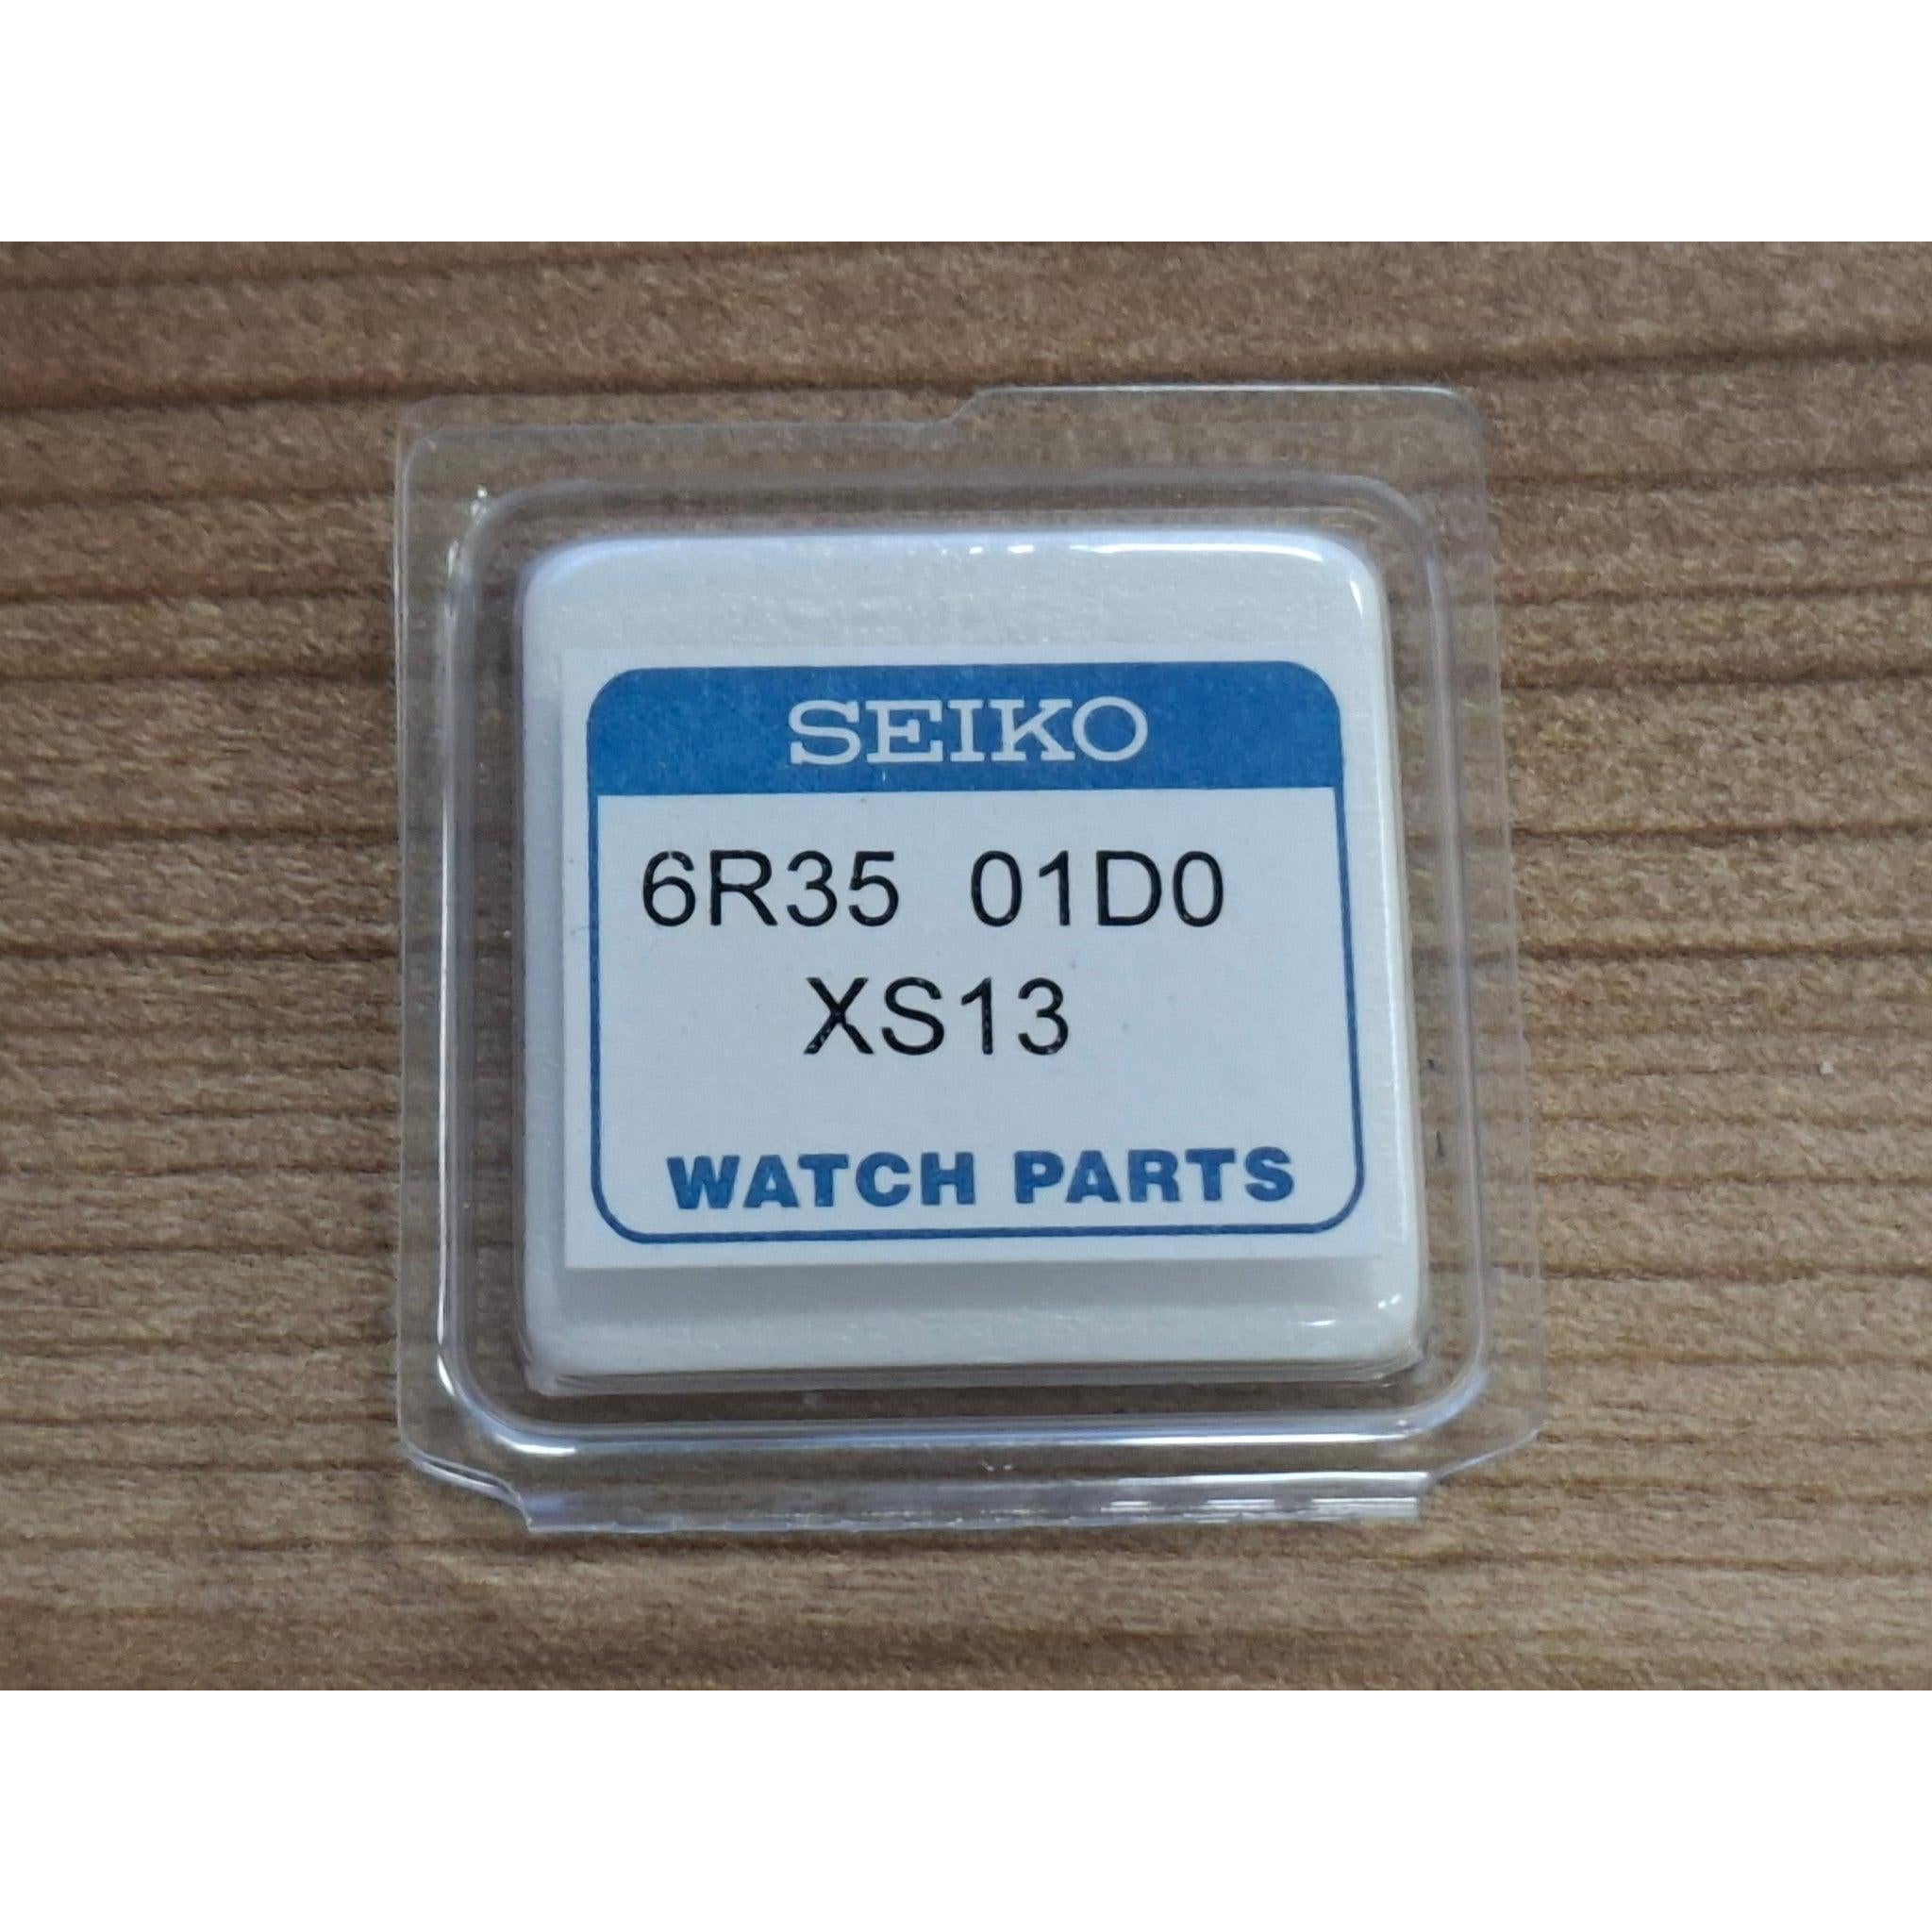 SEIKO
6R35 01D0
XS13
WATCH PARTS